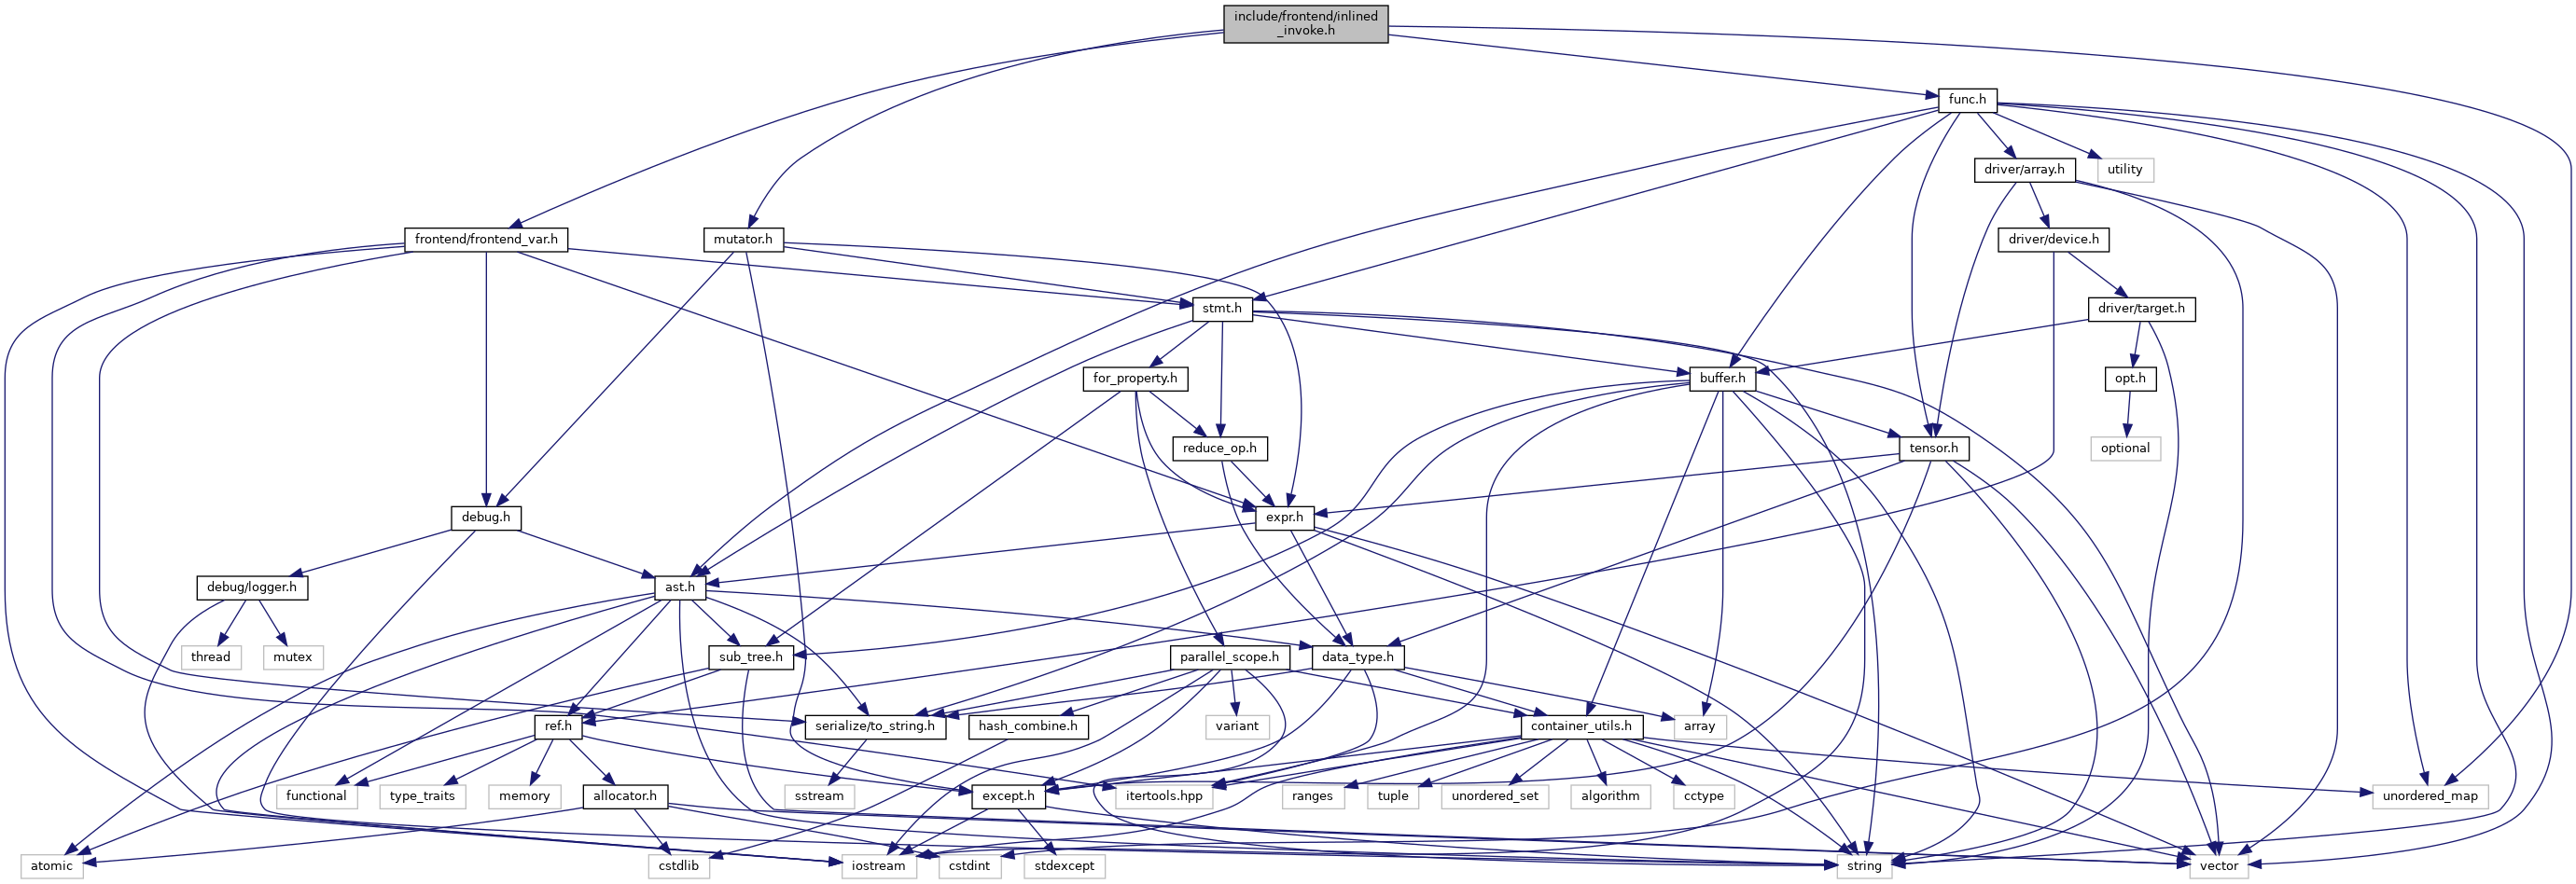 include/frontend/inlined
_invoke.h
func.h
driver/array.h
utility
frontend/frontend_var.h
mutator.h
driver/device.h
stmt.h
driver/target.h
for_property.h
buffer.h
opt.h
reduce_op.h
tensor.h
optional
debug.h
expr.h
debug/logger.h
ast.h
thread
mutex
sub_tree.h
parallel_scope.h
data_type.h
ref.h
serialize/to_string.h
hash_combine.h
variant
container_utils.h
array
functional
type_traits
memory
allocator.h
sstream
except.h
itertools.hpp
ranges
tuple
unordered_set
algorithm
cctype
unordered_map
atomic
cstdlib
iostream
cstdint
stdexcept
string
vector